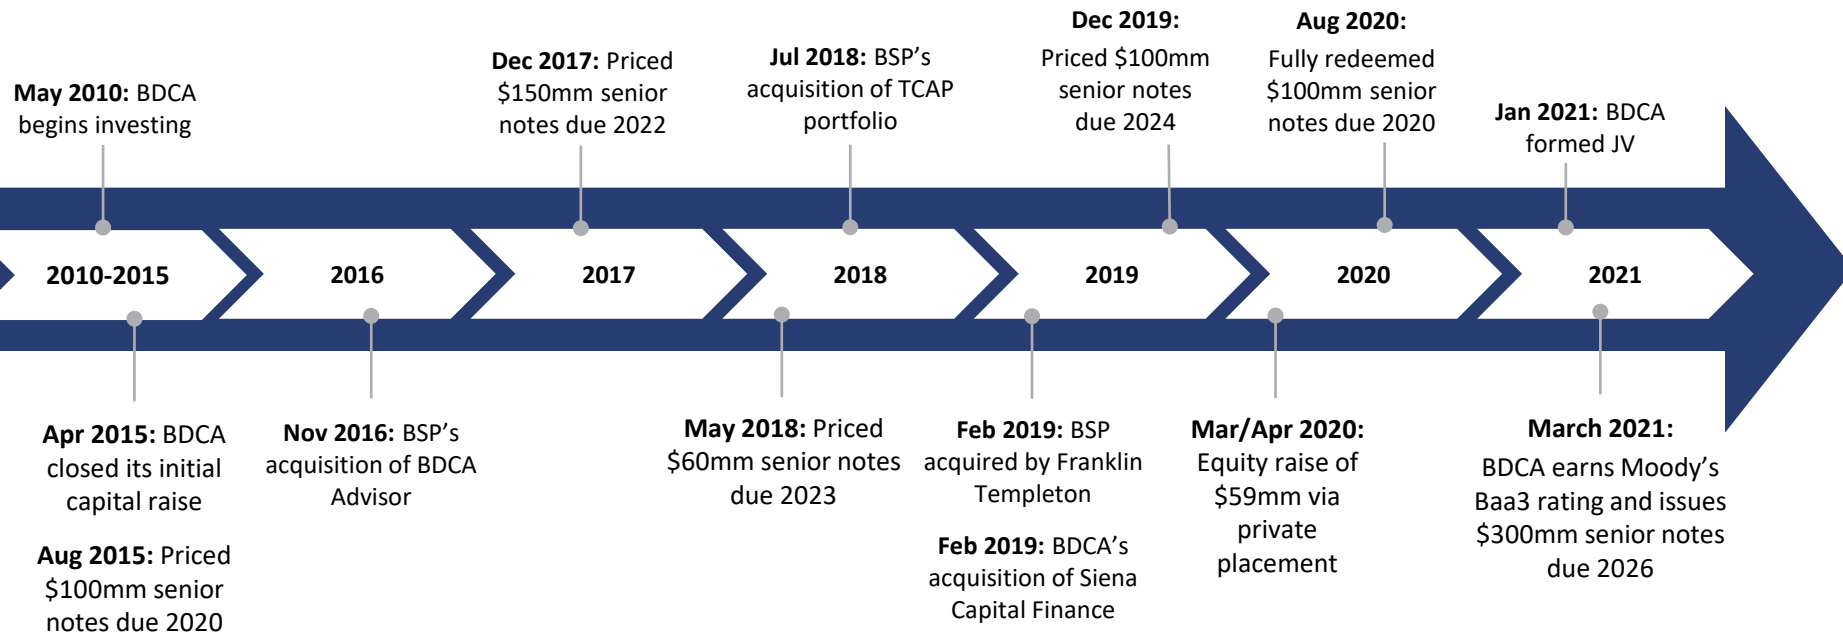 May 2010: BDCA
begins investing
Dec 2017: Priced
$150mm senior
notes due 2022
Jul 2018: BSP’s
acquisition of TCAP
portfolio
Dec 2019:
Priced $100mm
senior notes
due 2024
Aug 2020:
Fully redeemed
$100mm senior
notes due 2020
Jan 2021: BDCA
formed JV
2010-2015
2016
2017
2018
2019
2020
2021
Apr 2015: BDCA
closed its initial
capital raise
Aug 2015: Priced
$100mm senior
notes due 2020
Nov 2016: BSP’s
acquisition of BDCA
Advisor
May 2018: Priced
$60mm senior notes
due 2023
Feb 2019: BSP
acquired by Franklin
Templeton
Feb 2019: BDCA’s
acquisition of Siena
Capital Finance
Mar/Apr 2020:
Equity raise of
$59mm via
private
placement
March 2021:
BDCA earns Moody’s
Baa3 rating and issues
$300mm senior notes
due 2026